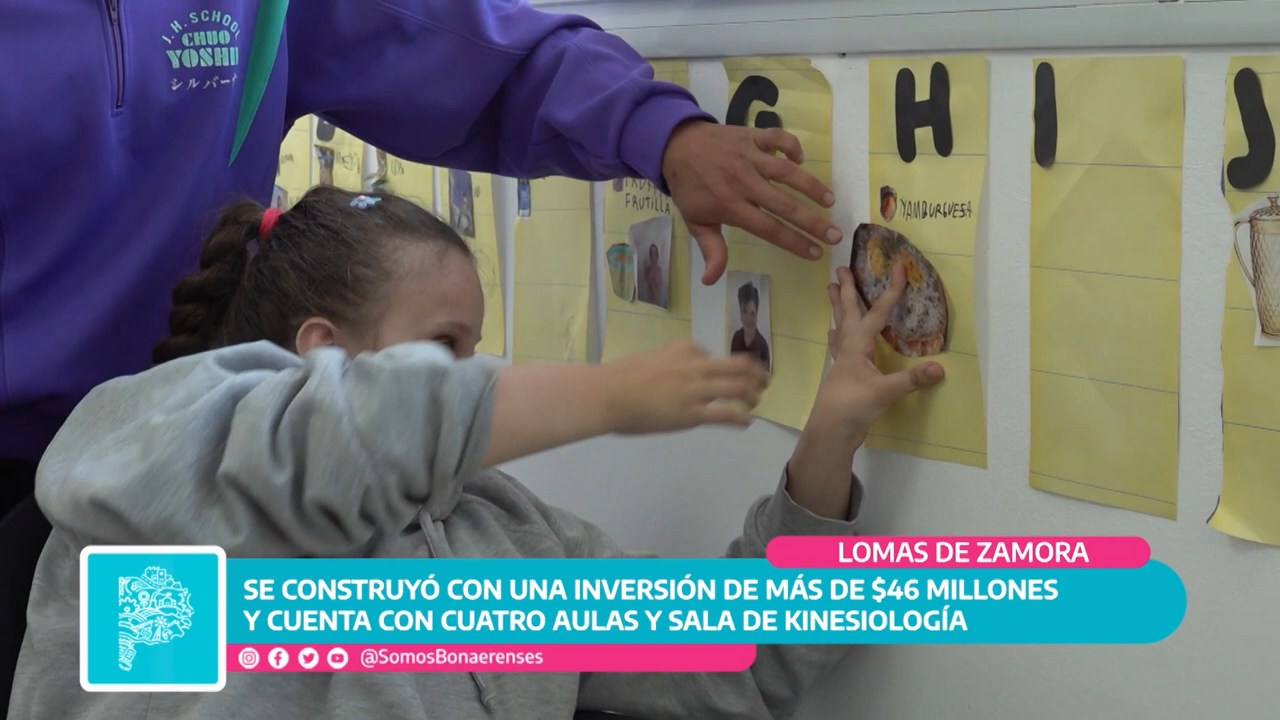 J.H. SCHOOL
CHUO
YOSHU
シルバー
G
H
I
J
FRUTILLA
YAMBURGUESA
LOMAS DE ZAMORA
SE CONSTRUYÓ CON UNA INVERSIÓN DE MÁS DE $46 MILLONES
Y CUENTA CON CUATRO AULAS Y SALA DE KINESIOLOGÍA
@SomosBonaerenses